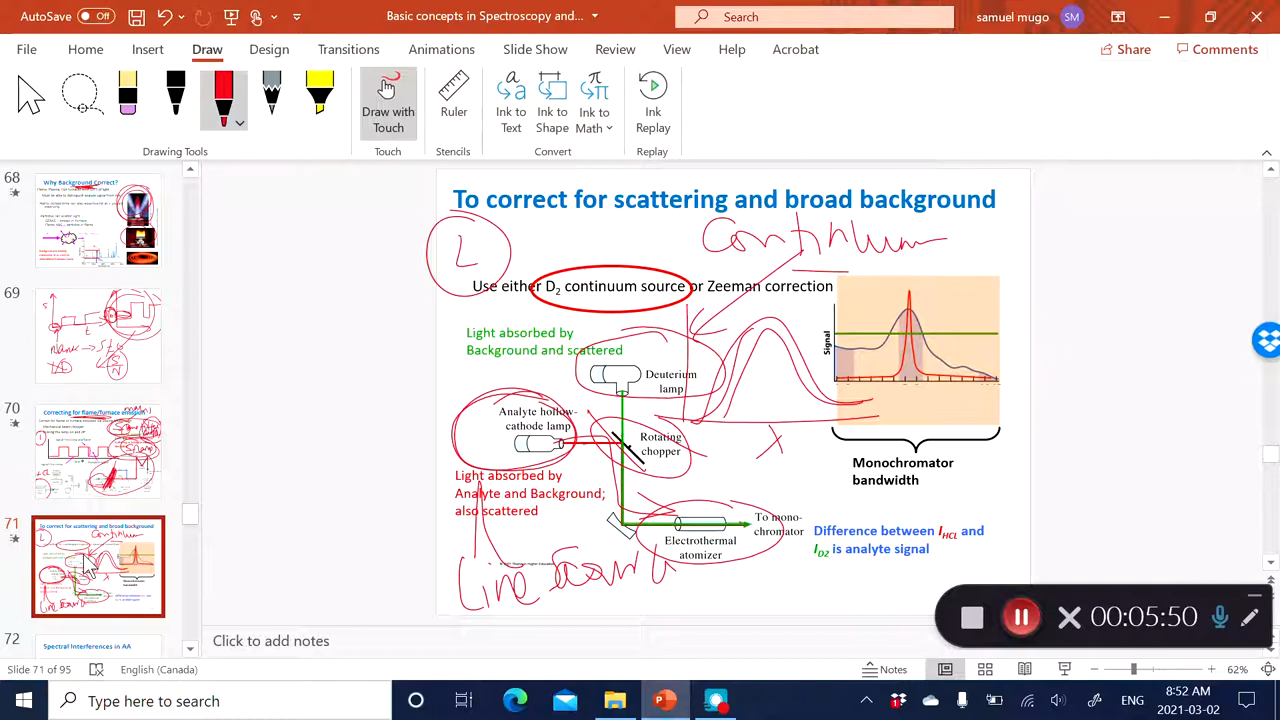 AutoSave Off
Basic concepts in Spectroscopy and...
Search
samuel mugo SM
File Home Insert Draw Design Transitions Animations Slide Show Review View Help Acrobat
Share Comments
Draw with Touch
Ruler
Ink to Text
Ink to Shape
Ink to Math
Ink Replay
Drawing Tools
Touch
Stencils
Convert
Replay
68
Why Background Correct?
69
70
Correcting for flame/furnace emission
71
To correct for scattering and broad background
72
Spectral Interferences in AA
To correct for scattering and broad background
Continuum
Use either D2 continuum source or Zeeman correction
Light absorbed by
Background and scattered
Deuterium
lamp
Analyte hollow-
cathode lamp
Rotating
chopper
Light absorbed by
Analyte and Background;
also scattered
To mono-
chromator
Electrothermal
atomizer
Signal
Monochromator
bandwidth
Difference between IHCL and
ID2 is analyte signal
Line
00:05:50
Click to add notes
Slide 71 of 95
English (Canada)
Notes
62%
Type here to search
ENG
8:52 AM
2021-03-02